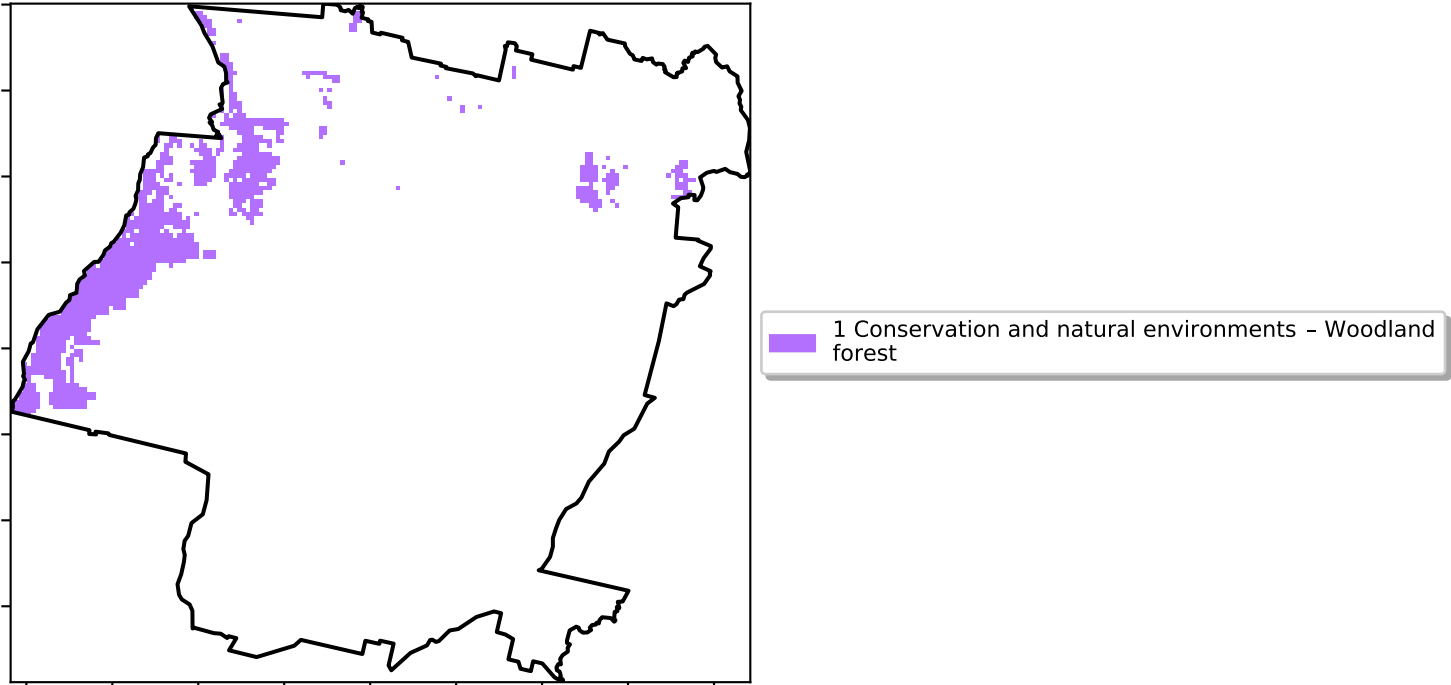 1 Conservation and natural environments – Woodland
forest